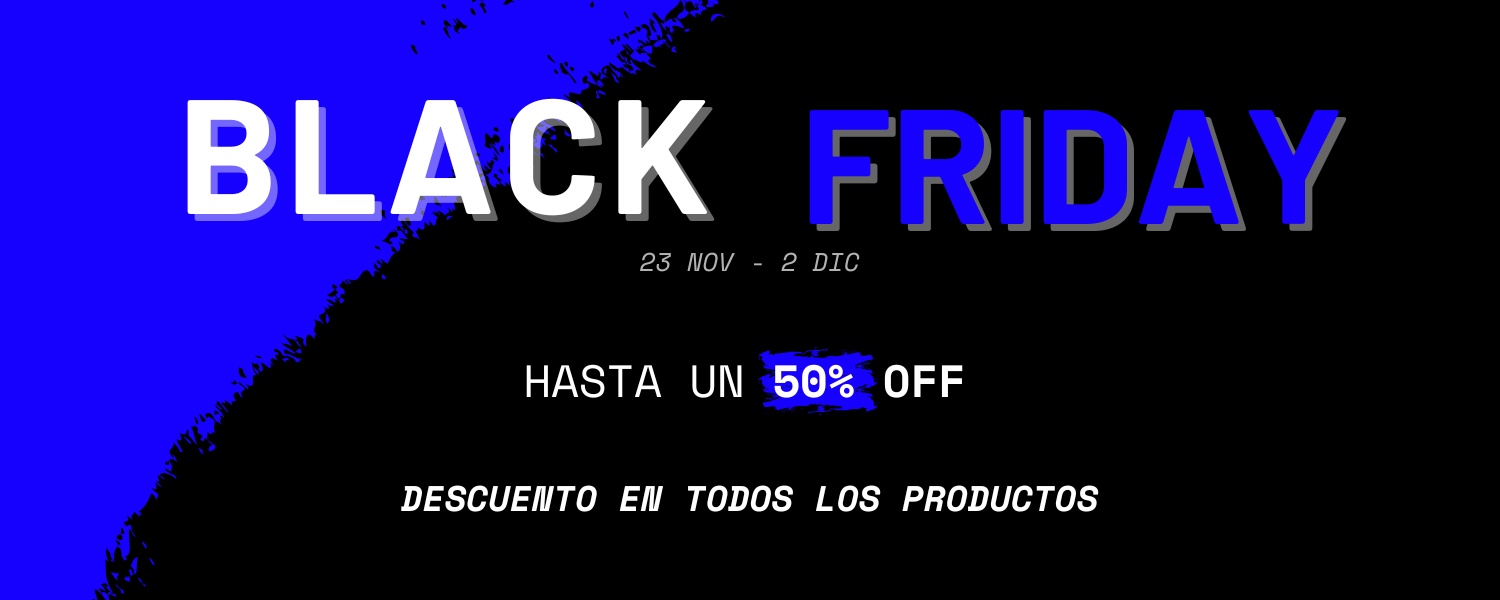 BLACK FRIDAY
23 NOV - 2 DIC
HASTA UN 50% OFF
DESCUENTO EN TODOS LOS PRODUCTOS